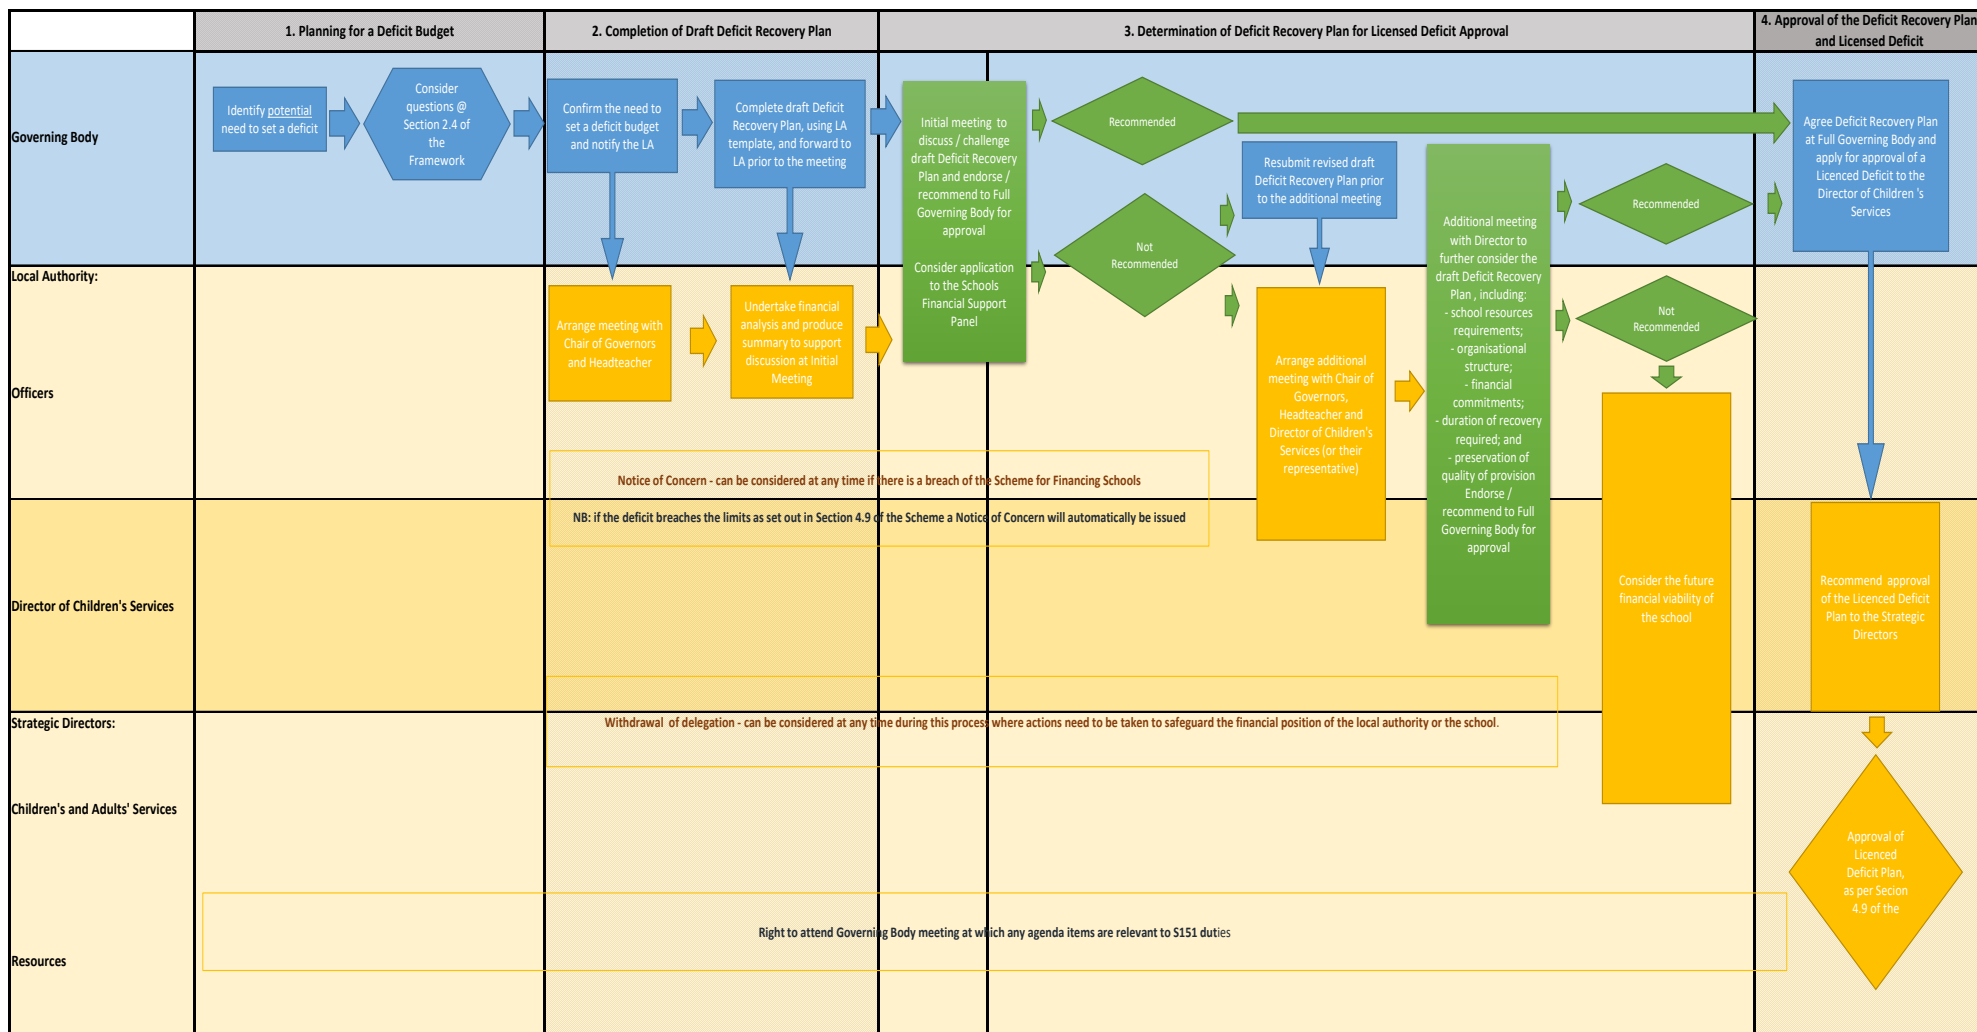 1. Planning for a Deficit Budget
2. Completion of Draft Deficit Recovery Plan
3. Determination of Deficit Recovery Plan for Licensed Deficit Approval
4. Approval of the Deficit Recovery Plan
and Licensed Deficit
Governing Body
Identify potential
need to set a deficit
Consider
questions @
Section 2.4 of
the
Framework
Confirm the need to
set a deficit budget
and notify the LA
Complete draft Deficit
Recovery Plan, using LA
template, and forward to
LA prior to the meeting
Initial meeting to
discuss / challenge
draft Deficit Recovery
Plan and endorse /
recommend to Full
Governing Body for
approval
Consider application
to the Schools
Financial Support
Panel
Recommended
Not
Recommended
Resubmit revised draft
Deficit Recovery Plan prior
to the additional meeting
Additional meeting
with Director to
further consider the
draft Deficit Recovery
Plan , including:
- school resources
requirements;
- organisational
structure;
- financial
commitments;
- duration of recovery
required; and
- preservation of
quality of provision
Endorse /
recommend to Full
Governing Body for
approval
Recommended
Not
Recommended
Agree Deficit Recovery Plan
at Full Governing Body and
apply for approval of a
Licenced Deficit to the
Director of Children 's
Services
Local Authority:
Officers
Arrange meeting with
Chair of Governors
and Headteacher
Undertake financial
analysis and produce
summary to support
discussion at Initial
Meeting
Arrange additional
meeting with Chair of
Governors,
Headteacher and
Director of Children's
Services (or their
representative)
Notice of Concern - can be considered at any time if there is a breach of the Scheme for Financing Schools
NB: if the deficit breaches the limits as set out in Section 4.9 of the Scheme a Notice of Concern will automatically be issued
Director of Children's Services
Consider the future
financial viability of
the school
Recommend approval
of the Licenced Deficit
Plan to the Strategic
Directors
Strategic Directors:
Withdrawal of delegation - can be considered at any time during this process where actions need to be taken to safeguard the financial position of the local authority or the school.
Children's and Adults' Services
Approval of
Licenced
Deficit Plan,
as per Secion
4.9 of the
Right to attend Governing Body meeting at which any agenda items are relevant to S151 duties
Resources